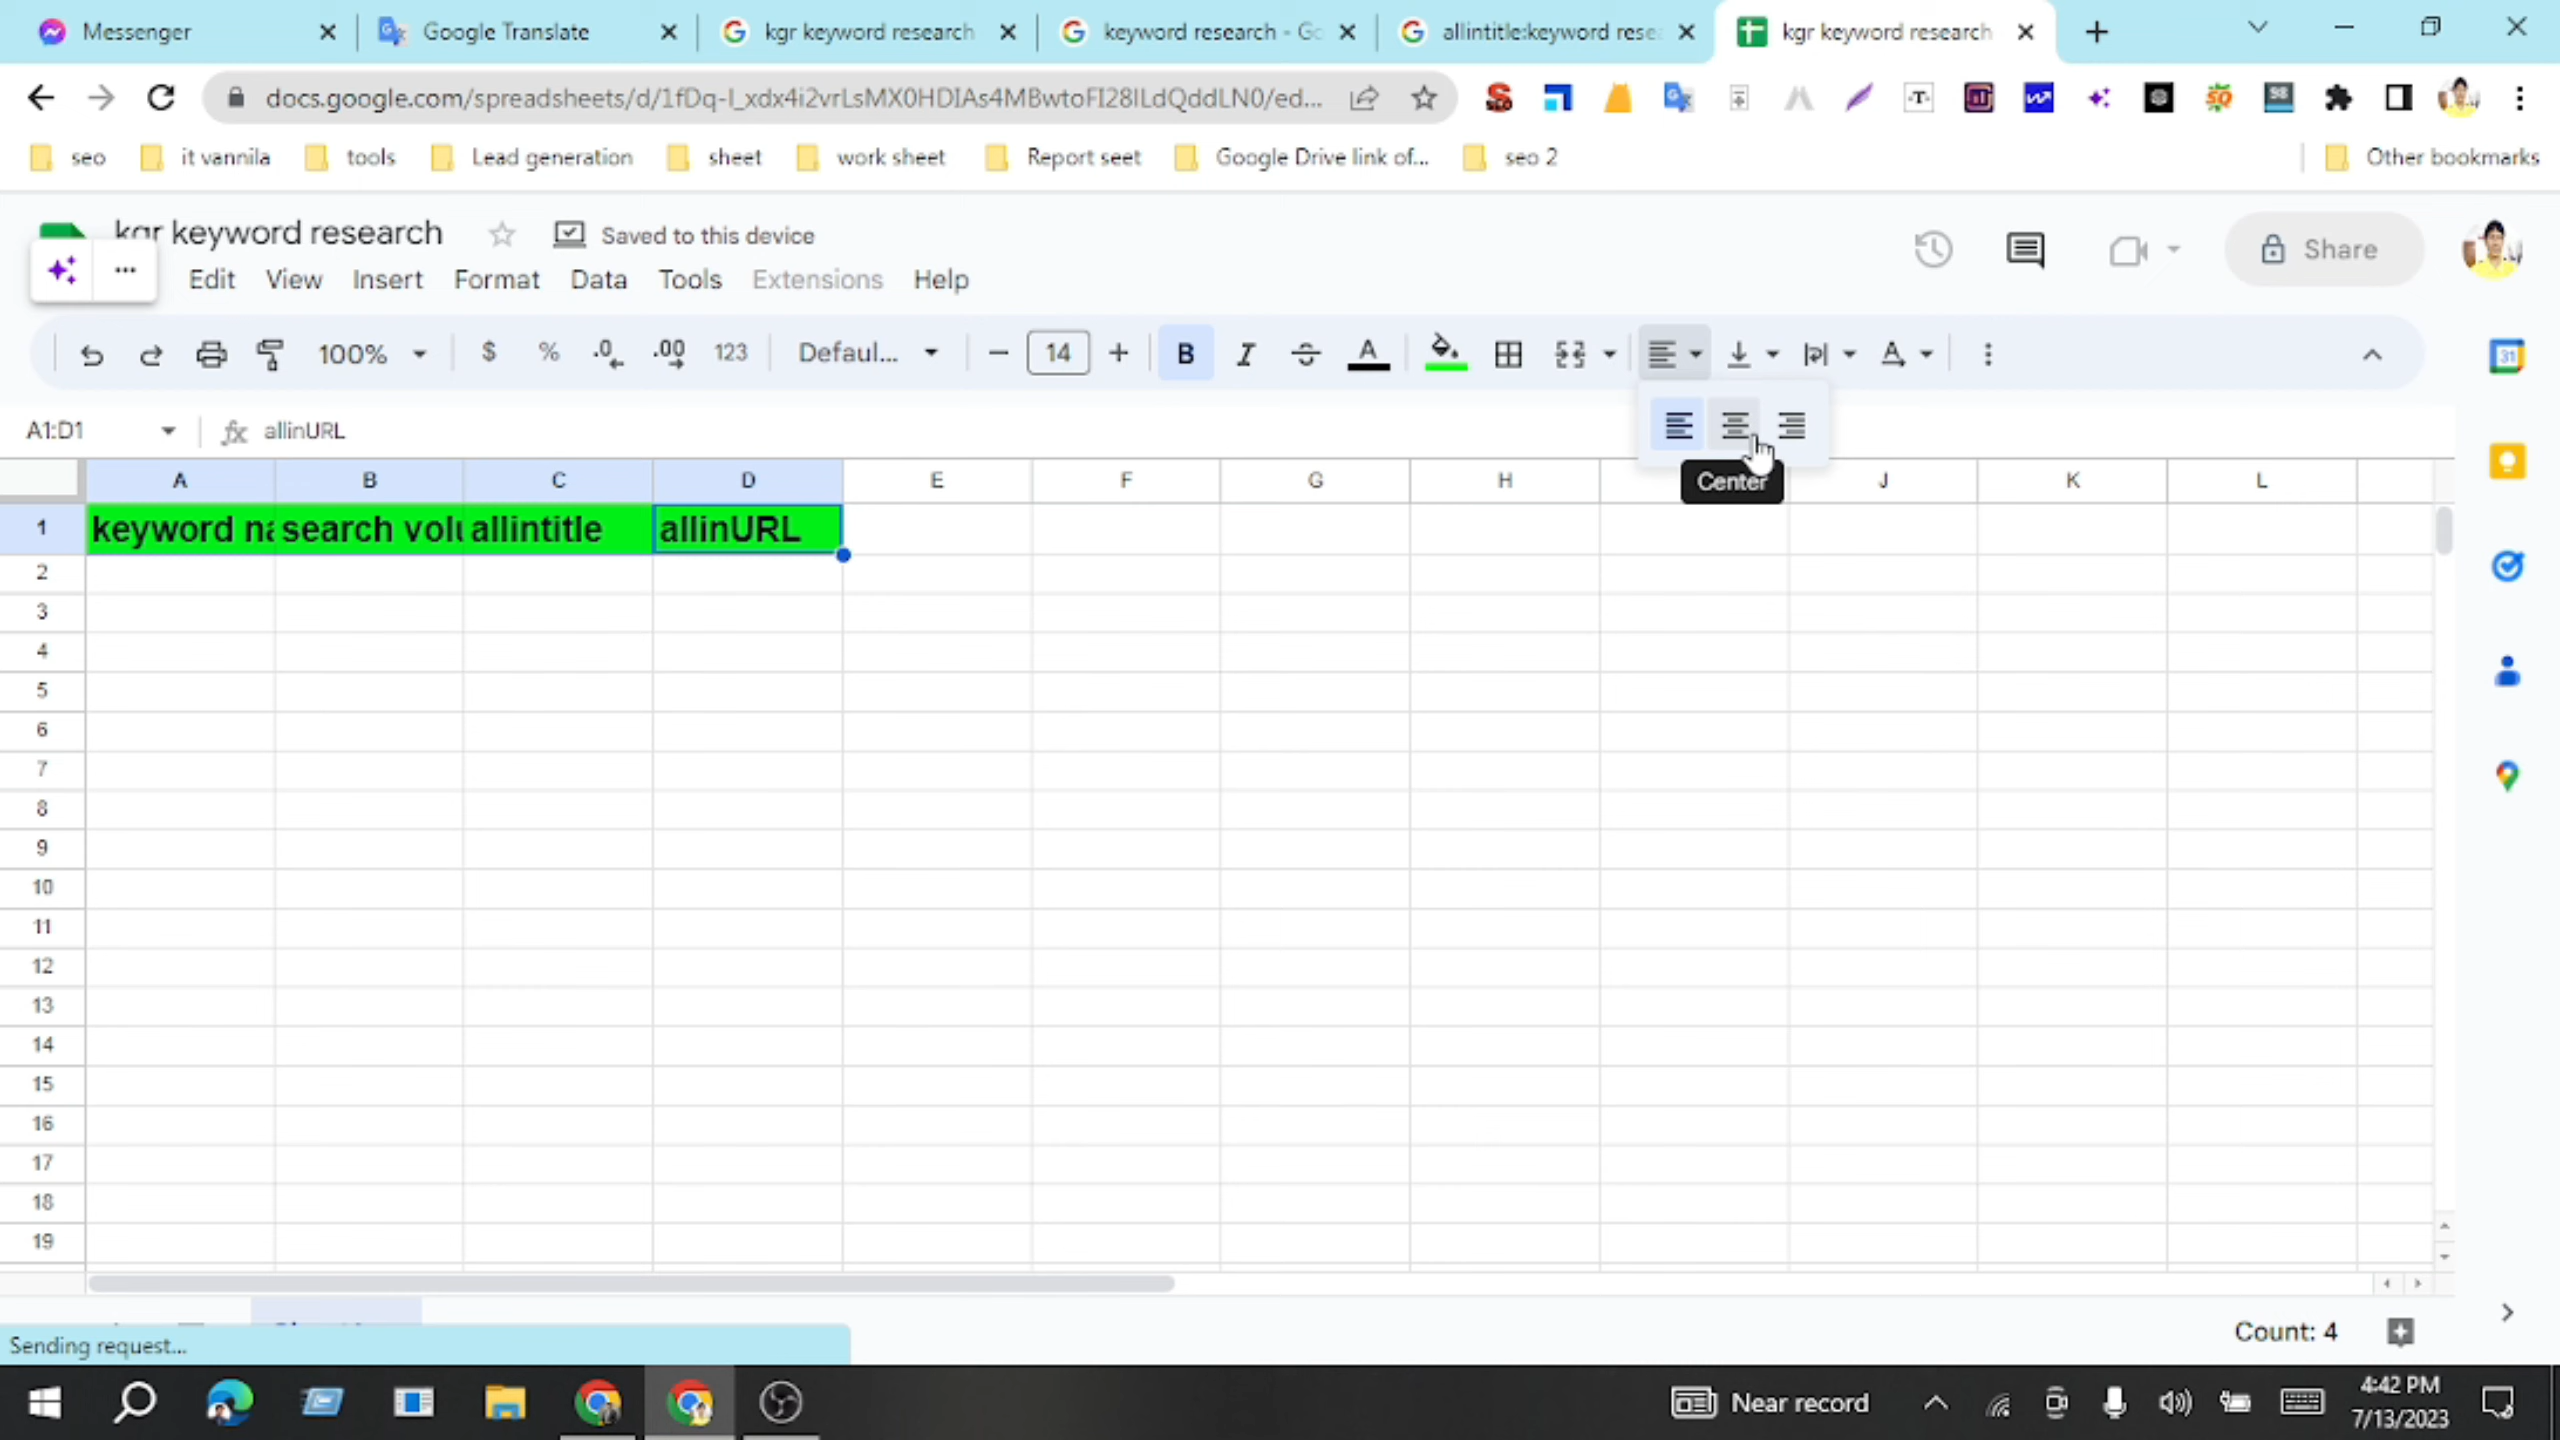 Messenger
Google Translate
kgr keyword research
keyword research - Go
allintitle:keyword rese
kgr keyword research
docs.google.com/spreadsheets/d/1fDq-I_xdx4i2vrLsMX0HDIAs4MBwtoFI28ILdQddLN0/ed...
seo
it vannila
tools
Lead generation
sheet
work sheet
Report seet
Google Drive link of...
seo 2
Other bookmarks
kgr keyword research
Saved to this device
Share
Edit View Insert Format Data Tools Extensions Help
100% $ % .0 .00 123 Defaul... 14 B I A
A1:D1 fx allinURL
Center
A B C D E F G H J K L
1 keyword na search volu allintitle allinURL
2
3
4
5
6
7
8
9
10
11
12
13
14
15
16
17
18
19
Count: 4
Sending request...
Near record
4:42 PM
7/13/2023